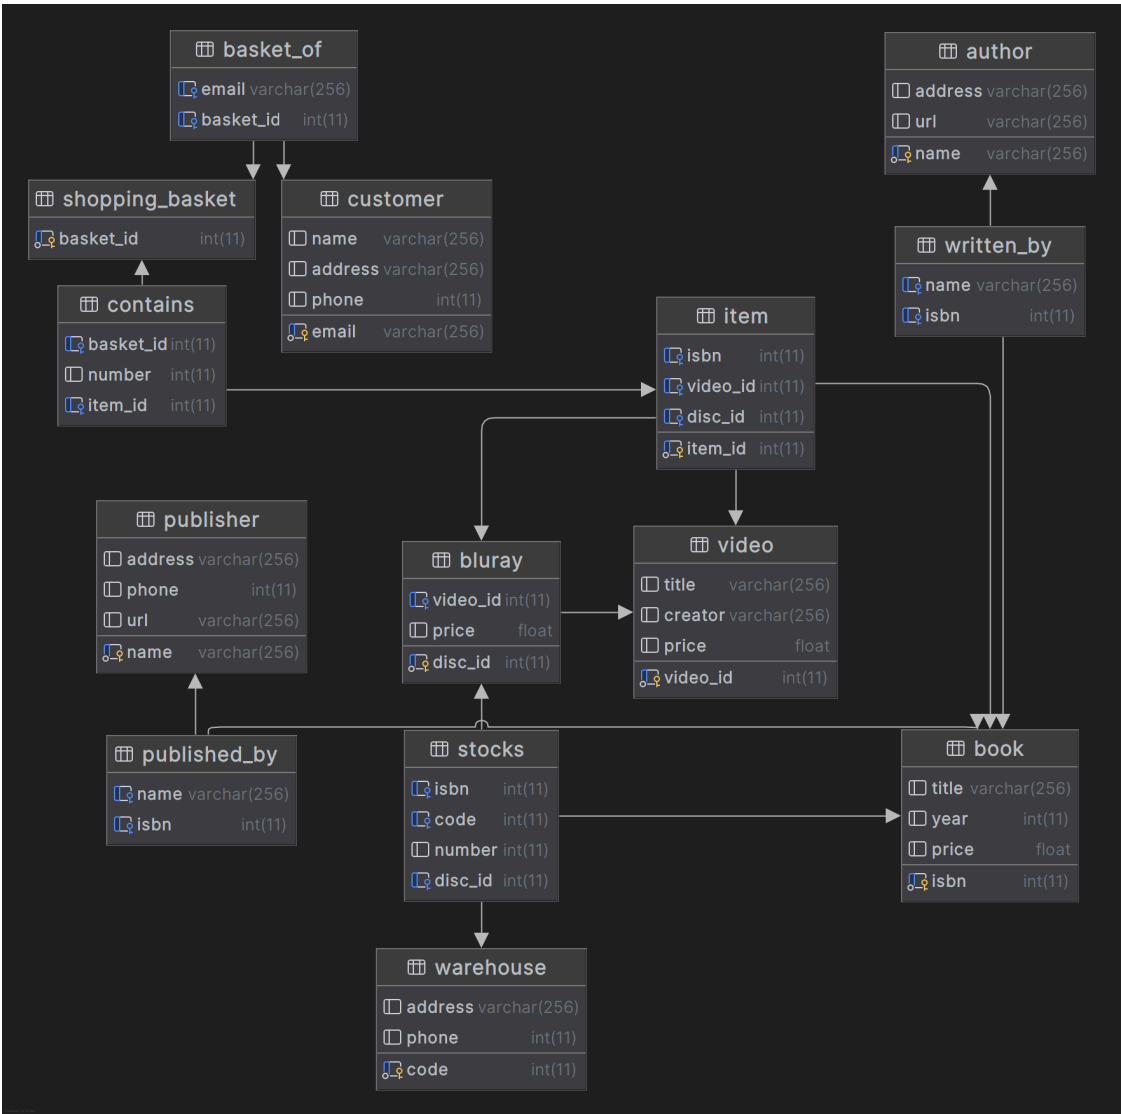 basket_of
email varchar(256)
basket_id int(11)
author
address varchar(256)
url varchar(256)
name varchar(256)
shopping_basket
basket_id int(11)
customer
name varchar(256)
address varchar(256)
phone int(11)
email varchar(256)
written_by
name varchar(256)
isbn int(11)
contains
basket_id int(11)
number int(11)
item_id int(11)
item
isbn int(11)
video_id int(11)
disc_id int(11)
item_id int(11)
publisher
address varchar(256)
phone int(11)
url varchar(256)
name varchar(256)
bluray
video_id int(11)
price float
disc_id int(11)
video
title varchar(256)
creator varchar(256)
price float
video_id int(11)
published_by
name varchar(256)
isbn int(11)
stocks
isbn int(11)
code int(11)
number int(11)
disc_id int(11)
book
title varchar(256)
year int(11)
price float
isbn int(11)
warehouse
address varchar(256)
phone int(11)
code int(11)